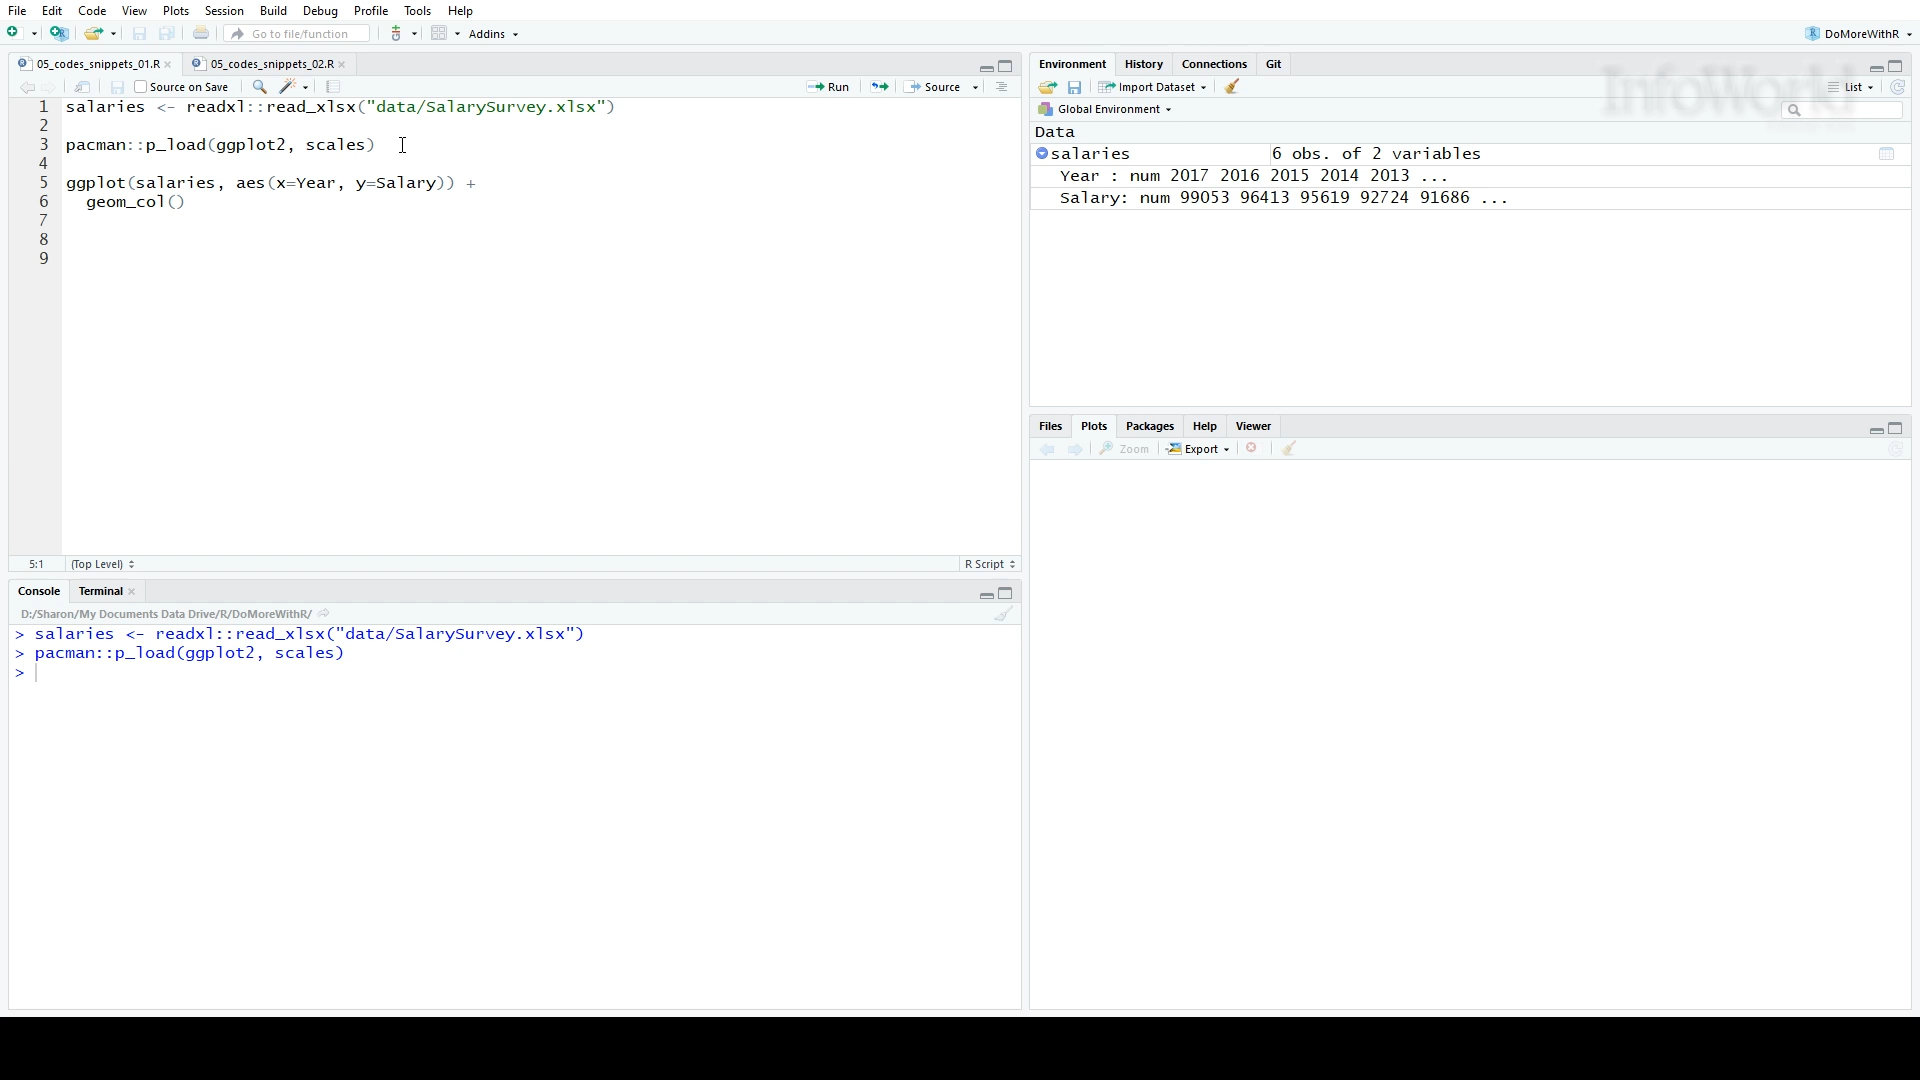 File Edit Code View Plots Session Build Debug Profile Tools Help
Go to file/function Addins DoMoreWithR
05_codes_snippets_01.R 05_codes_snippets_02.R
Source on Save Run Source
1 salaries <- readxl::read_xlsx("data/SalarySurvey.xlsx")
2
3 pacman::p_load(ggplot2, scales)
4
5 ggplot(salaries, aes(x=Year, y=Salary)) +
6 geom_col()
7
8
9
5:1 (Top Level) R Script
Console Terminal
D:/Sharon/My Documents Data Drive/R/DoMoreWithR/
> salaries <- readxl::read_xlsx("data/SalarySurvey.xlsx")
> pacman::p_load(ggplot2, scales)
>
Environment History Connections Git
InfoWorld
Import Dataset List
Global Environment
Data
salaries 6 obs. of 2 variables
Year : num 2017 2016 2015 2014 2013 ...
Salary: num 99053 96413 95619 92724 91686 ...
Files Plots Packages Help Viewer
Zoom Export